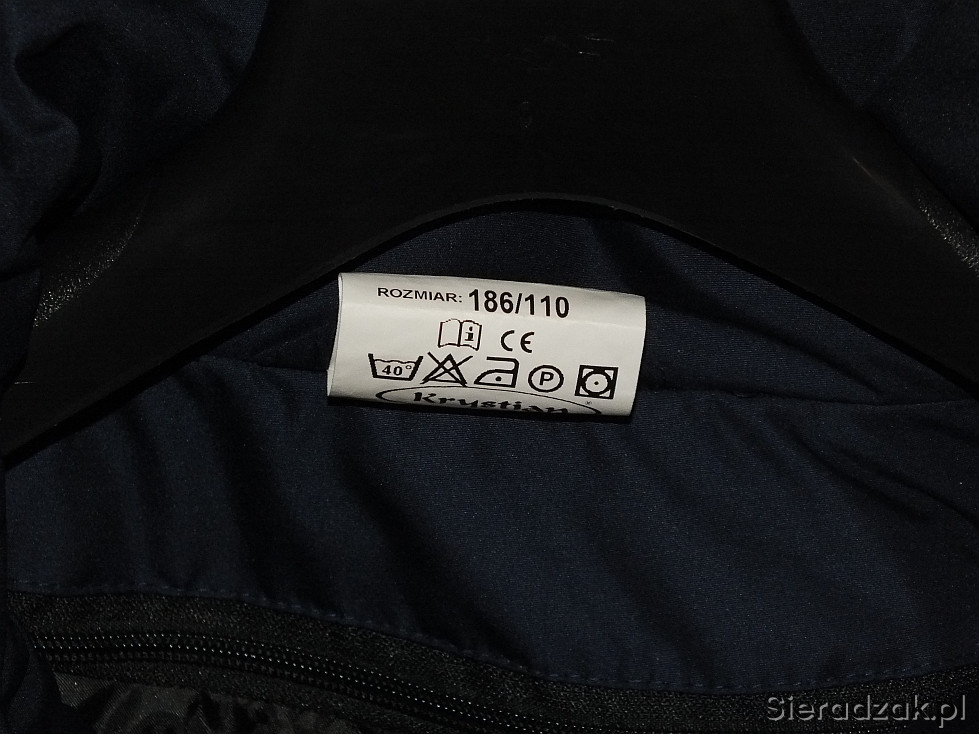 ROZMIAR: 186/110
i CE
40° P
Krystian ®
Sieradzak.pl